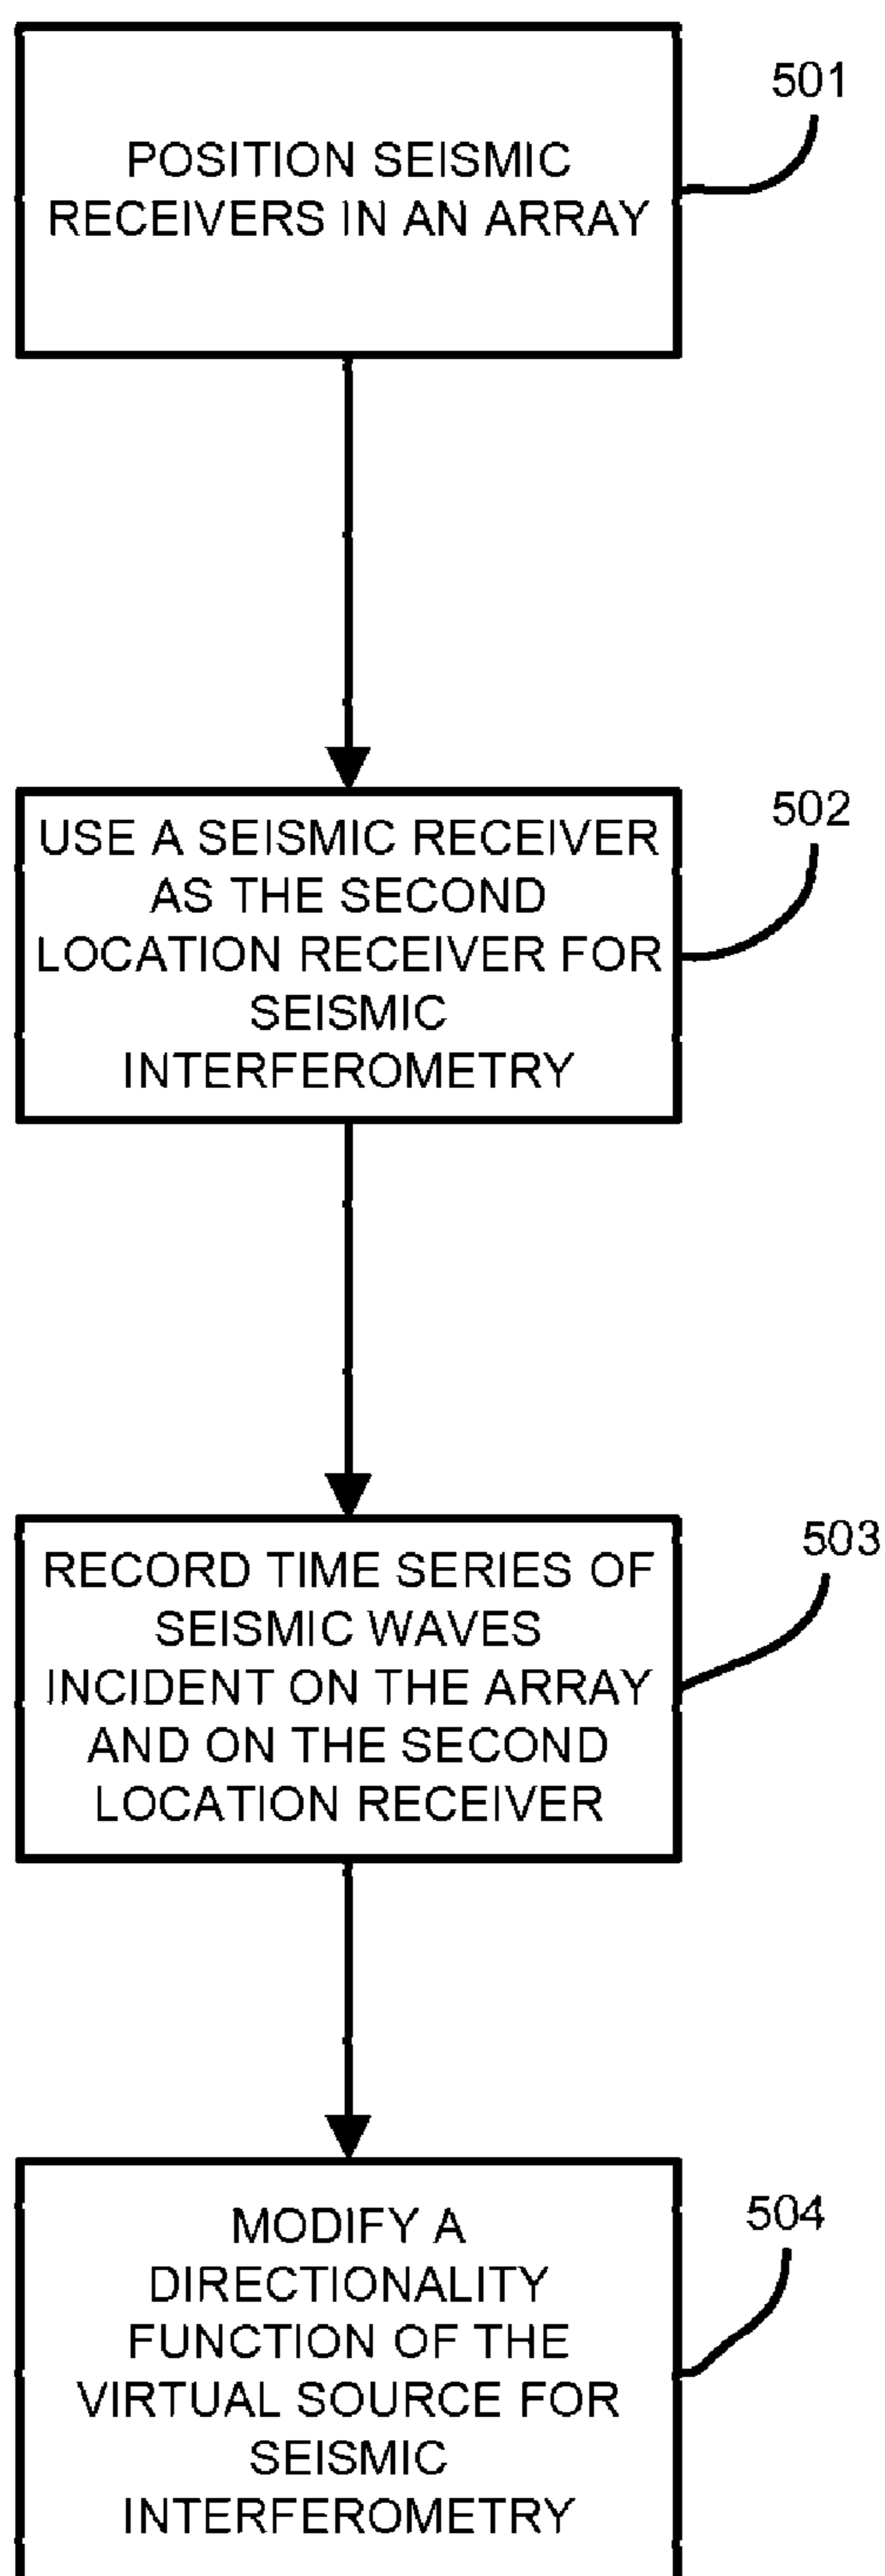 501
POSITION SEISMIC
RECEIVERS IN AN ARRAY
502
USE A SEISMIC RECEIVER
AS THE SECOND
LOCATION RECEIVER FOR
SEISMIC
INTERFEROMETRY
503
RECORD TIME SERIES OF
SEISMIC WAVES
INCIDENT ON THE ARRAY
AND ON THE SECOND
LOCATION RECEIVER
504
MODIFY A
DIRECTIONALITY
FUNCTION OF THE
VIRTUAL SOURCE FOR
SEISMIC
INTERFEROMETRY